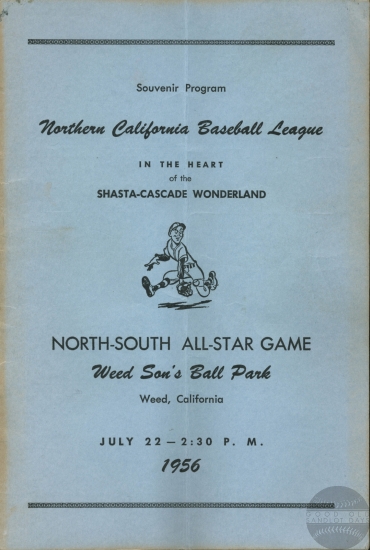 Souvenir Program
Northern California Baseball League
IN THE HEART
of the
SHASTA-CASCADE WONDERLAND
NORTH-SOUTH ALL-STAR GAME
Weed Son's Ball Park
Weed, California
JULY 22 — 2:30 P. M.
1956